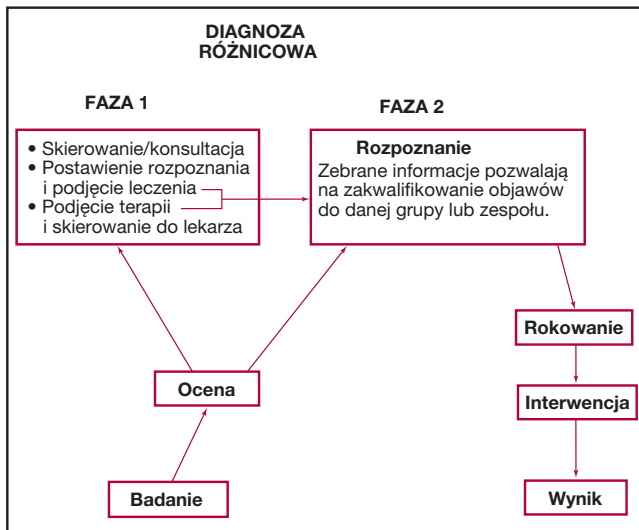 DIAGNOZA
RÓŻNICOWA
FAZA 1
• Skierowanie/konsultacja
• Postawienie rozpoznania
i podjęcie leczenia
• Podjęcie terapii
i skierowanie do lekarza
FAZA 2
Rozpoznanie
Zebrane informacje pozwalają
na zakwalifikowanie objawów
do danej grupy lub zespołu.
Ocena
Badanie
Rokowanie
Interwencja
Wynik